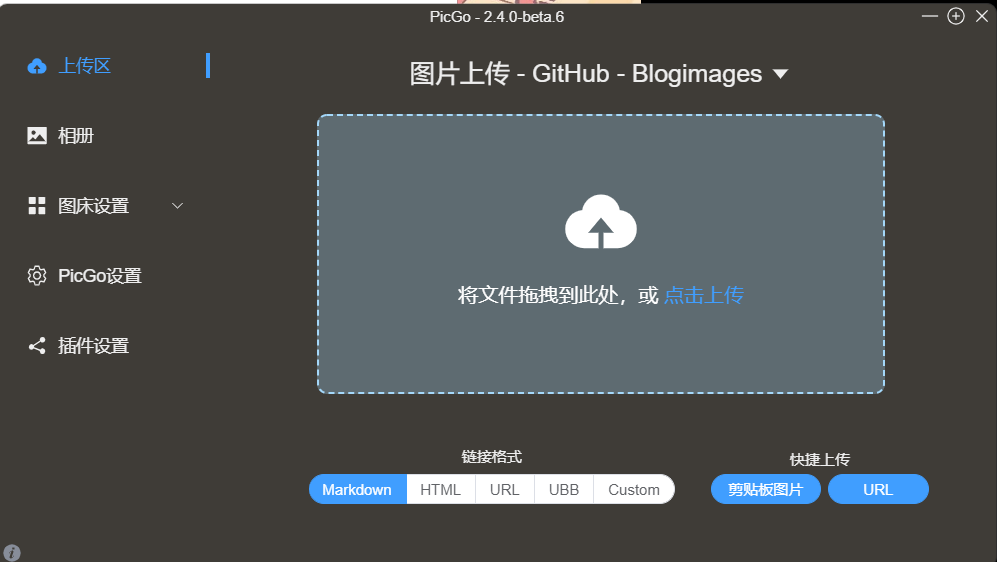 PicGo - 2.4.0-beta.6
上传区
相册
图床设置
PicGo设置
插件设置
图片上传 - GitHub - Blogimages
将文件拖拽到此处，或 点击上传
链接格式
Markdown HTML URL UBB Custom
快捷上传
剪贴板图片 URL